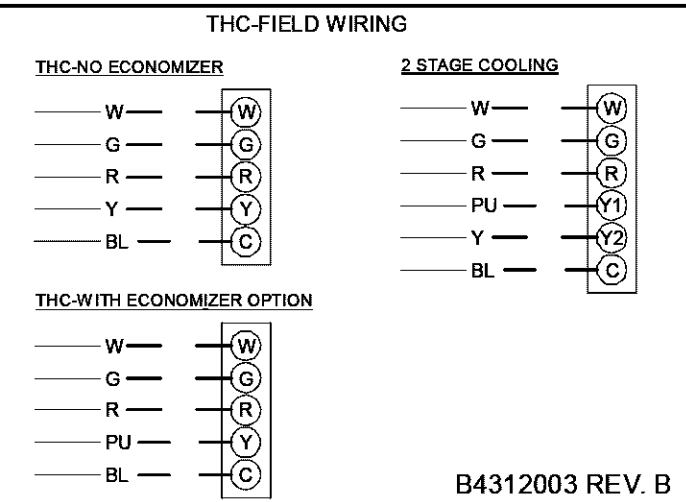 THC-FIELD WIRING
THC-NO ECONOMIZER
W W
G G
R R
Y Y
BL C
2 STAGE COOLING
W W
G G
R R
PU Y1
Y Y2
BL C
THC-WITH ECONOMIZER OPTION
W W
G G
R R
PU Y
BL C
B4312003 REV. B